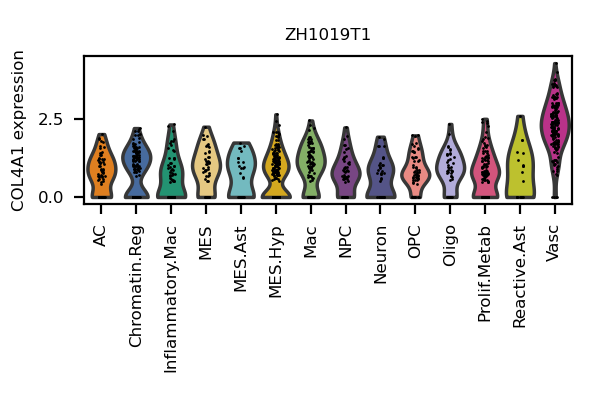 ZH1019T1
COL4A1 expression
2.5
0.0
AC
Chromatin.Reg
Inflammatory.Mac
MES
MES.Ast
MES.Hyp
Mac
NPC
Neuron
OPC
Oligo
Prolif.Metab
Reactive.Ast
Vasc